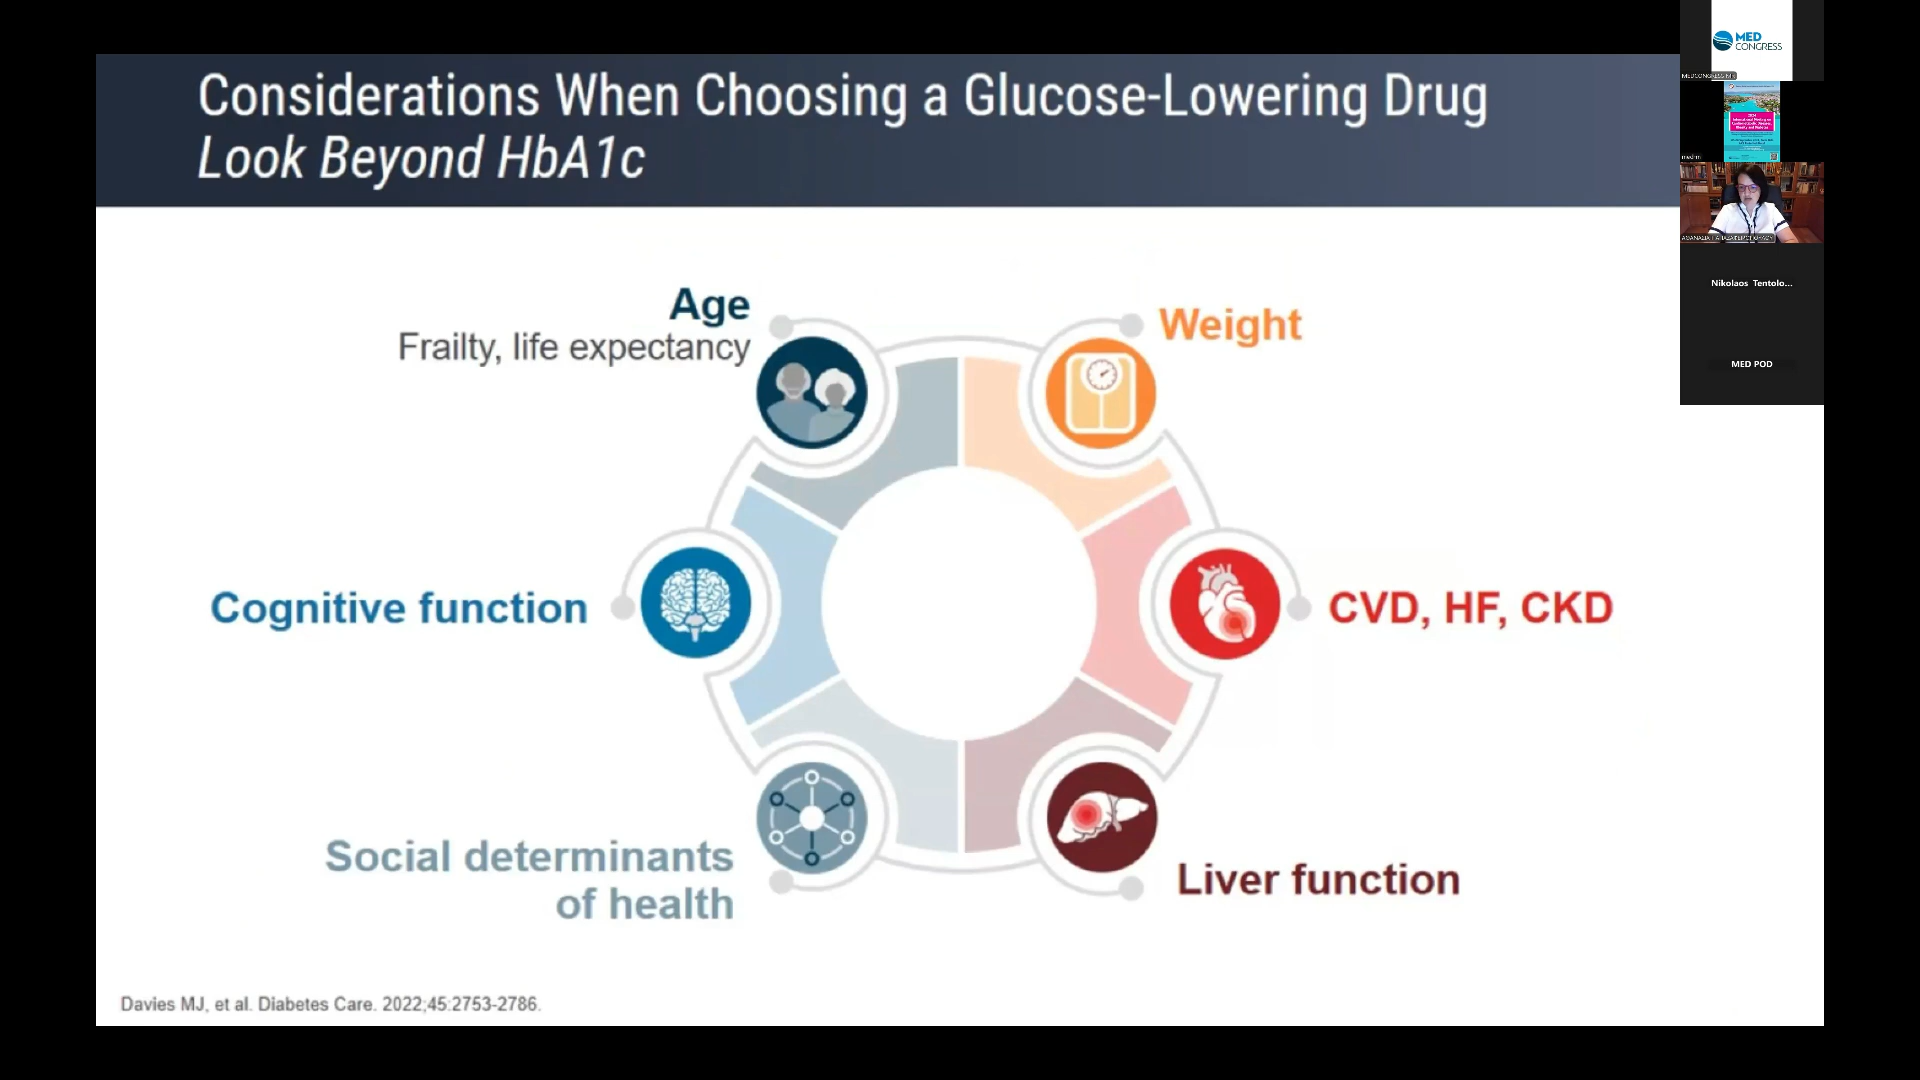 Considerations When Choosing a Glucose-Lowering Drug
Look Beyond HbA1c
Age
Frailty, life expectancy
Weight
Cognitive function
CVD, HF, CKD
Social determinants
of health
Liver function
Davies MJ, et al. Diabetes Care. 2022;45:2753-2786.
MED
CONGRESS
Nikolaos Tentolo...
MED POD